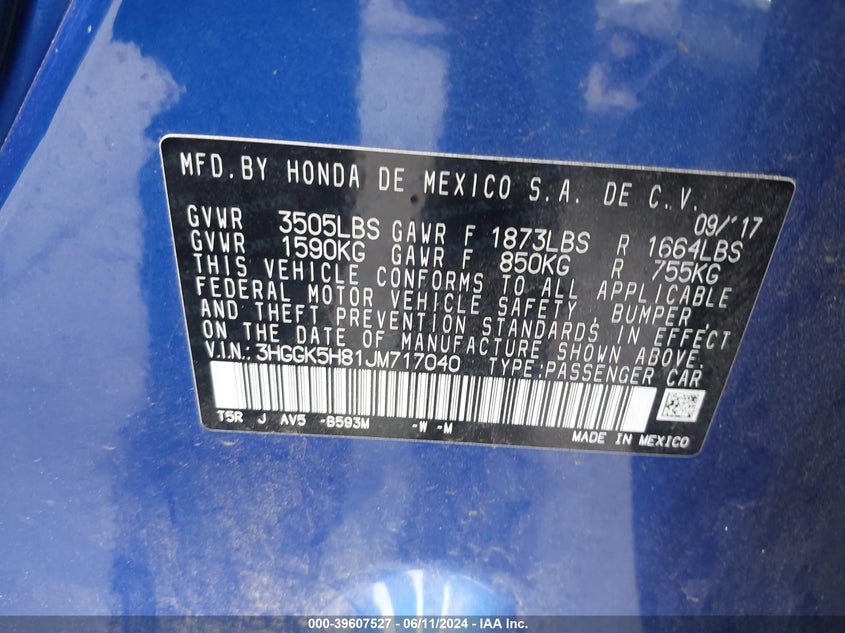 MFD.BY HONDA DE MEXICO S.A. DE C.V.
09/'17
GVWR 3505LBS GAWR F 1873LBS R 1664LBS
GVWR 1590KG GAWR F 850KG R 755KG
THIS VEHICLE CONFORMS TO ALL APPLICABLE
FEDERAL MOTOR VEHICLE SAFETY, BUMPER,
AND THEFT PREVENTION STANDARDS IN EFFECT
ON THE DATE OF MANUFACTURE SHOWN ABOVE.
V.I.N.: 3HGGK5H81JM717040 TYPE:PASSENGER CAR
T5R J AV5 -B593M -W -M
MADE IN MEXICO
000-39607527 - 06/11/2024 - IAA Inc.